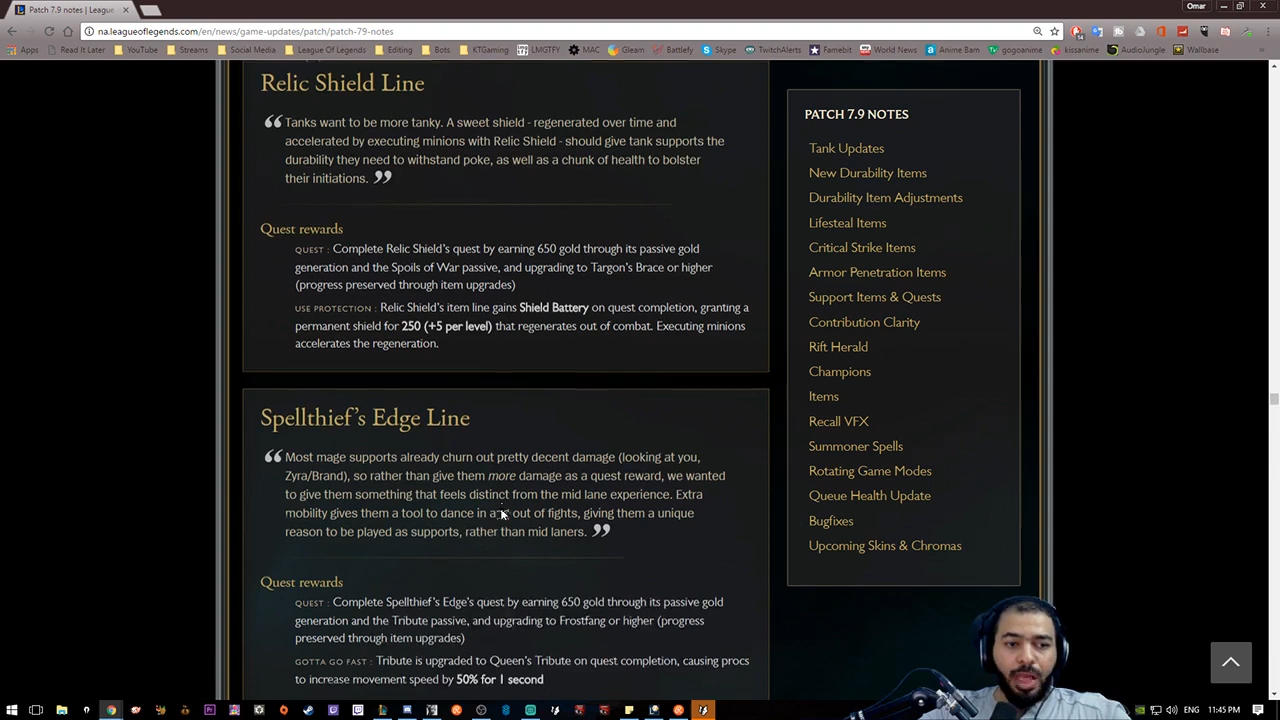 Patch 7.9 notes | League
Omar
na.leagueoflegends.com/en/news/game-updates/patch/patch-79-notes
Apps Read It Later YouTube Streams Social Media League Of Legends Editing Bots KTGaming LMGTFY MAC Gleam Battlefy Skype TwitchAlerts Famebit World News Anime Bam gogoanime kissanime AudioJungle Wallbase
Relic Shield Line
“ Tanks want to be more tanky. A sweet shield - regenerated over time and
accelerated by executing minions with Relic Shield - should give tank supports the
durability they need to withstand poke, as well as a chunk of health to bolster
their initiations. ”
Quest rewards
QUEST : Complete Relic Shield's quest by earning 650 gold through its passive gold
generation and the Spoils of War passive, and upgrading to Targon's Brace or higher
(progress preserved through item upgrades)
USE PROTECTION : Relic Shield's item line gains Shield Battery on quest completion, granting a
permanent shield for 250 (+5 per level) that regenerates out of combat. Executing minions
accelerates the regeneration.
Spellthief's Edge Line
“ Most mage supports already churn out pretty decent damage (looking at you,
Zyra/Brand), so rather than give them more damage as a quest reward, we wanted
to give them something that feels distinct from the mid lane experience. Extra
mobility gives them a tool to dance in and out of fights, giving them a unique
reason to be played as supports, rather than mid laners. ”
Quest rewards
QUEST : Complete Spellthief's Edge's quest by earning 650 gold through its passive gold
generation and the Tribute passive, and upgrading to Frostfang or higher (progress
preserved through item upgrades)
GOTTA GO FAST : Tribute is upgraded to Queen's Tribute on quest completion, causing procs
to increase movement speed by 50% for 1 second
PATCH 7.9 NOTES
Tank Updates
New Durability Items
Durability Item Adjustments
Lifesteal Items
Critical Strike Items
Armor Penetration Items
Support Items & Quests
Contribution Clarity
Rift Herald
Champions
Items
Recall VFX
Summoner Spells
Rotating Game Modes
Queue Health Update
Bugfixes
Upcoming Skins & Chromas
ENG 11:45 PM